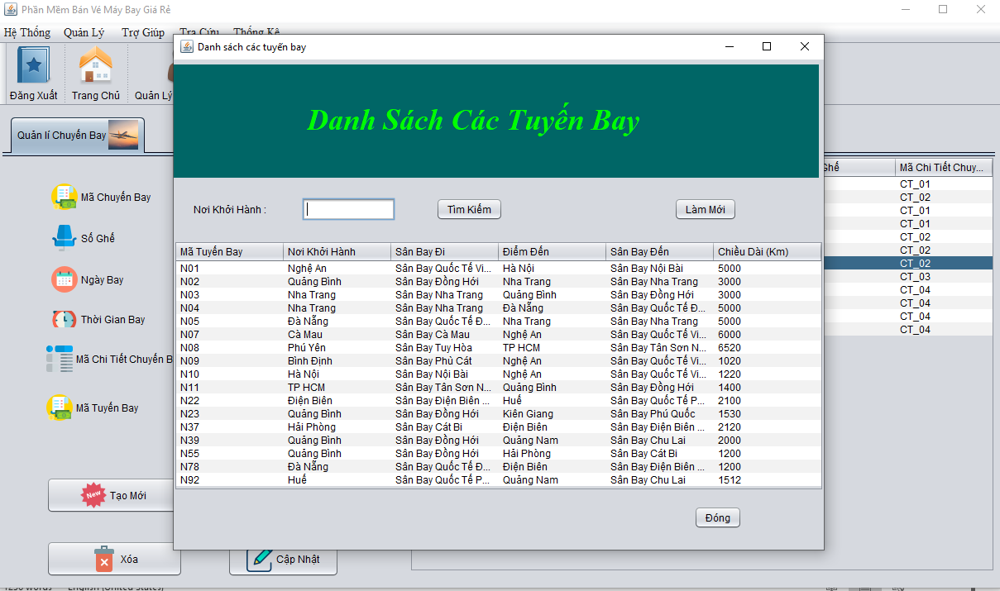 Phần Mềm Bán Vé Máy Bay Giá Rẻ
Hệ Thống Quản Lý Trợ Giúp Tra Cứu Thống Kê
Đăng Xuất Trang Chủ Quản Lý
Quản lí Chuyến Bay
Mã Chuyến Bay
Số Ghế
Ngày Bay
Thời Gian Bay
Mã Chi Tiết Chuyến B
Mã Tuyến Bay
New Tạo Mới
Xóa
Cập Nhật
Danh sách các tuyến bay
Danh Sách Các Tuyến Bay
Nơi Khởi Hành : Tìm Kiếm Làm Mới
Mã Tuyến Bay Nơi Khởi Hành Sân Bay Đi Điểm Đến Sân Bay Đến Chiều Dài (Km)
N01 Nghệ An Sân Bay Quốc Tế Vi... Hà Nội Sân Bay Nội Bài 5000
N02 Quảng Bình Sân Bay Đồng Hới Nha Trang Sân Bay Nha Trang 3000
N03 Nha Trang Sân Bay Nha Trang Quảng Bình Sân Bay Đồng Hới 3000
N04 Nha Trang Sân Bay Nha Trang Đà Nẵng Sân Bay Quốc Tế Đ... 5000
N05 Đà Nẵng Sân Bay Quốc Tế Đ... Nha Trang Sân Bay Nha Trang 5000
N07 Cà Mau Sân Bay Cà Mau Nghệ An Sân Bay Quốc Tế Vi... 6000
N08 Phú Yên Sân Bay Tuy Hòa TP HCM Sân Bay Tân Sơn N... 6520
N09 Bình Định Sân Bay Phù Cát Nghệ An Sân Bay Quốc Tế Vi... 1020
N10 Hà Nội Sân Bay Nội Bài Nghệ An Sân Bay Quốc Tế Vi... 1220
N11 TP HCM Sân Bay Tân Sơn N... Quảng Bình Sân Bay Đồng Hới 1400
N22 Điện Biên Sân Bay Điện Biên ... Huế Sân Bay Quốc Tế P... 2100
N23 Quảng Bình Sân Bay Đồng Hới Kiên Giang Sân Bay Phú Quốc 1530
N37 Hải Phòng Sân Bay Cát Bi Điện Biên Sân Bay Điện Biên ... 2120
N39 Quảng Bình Sân Bay Đồng Hới Quảng Nam Sân Bay Chu Lai 2000
N55 Quảng Bình Sân Bay Đồng Hới Hải Phòng Sân Bay Cát Bi 1200
N78 Đà Nẵng Sân Bay Quốc Tế Đ... Điện Biên Sân Bay Điện Biên ... 1200
N92 Huế Sân Bay Quốc Tế P... Quảng Nam Sân Bay Chu Lai 1512
Đóng
Ghế Mã Chi Tiết Chuy...
CT_01
CT_02
CT_01
CT_01
CT_02
CT_02
CT_02
CT_03
CT_04
CT_04
CT_04
CT_04